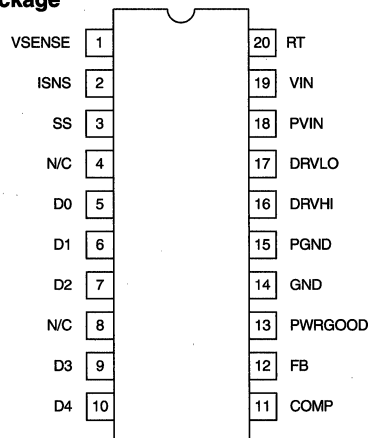 ckage
VSENSE 1 20 RT
ISNS 2 19 VIN
SS 3 18 PVIN
N/C 4 17 DRVLO
D0 5 16 DRVHI
D1 6 15 PGND
D2 7 14 GND
N/C 8 13 PWRGOOD
D3 9 12 FB
D4 10 11 COMP